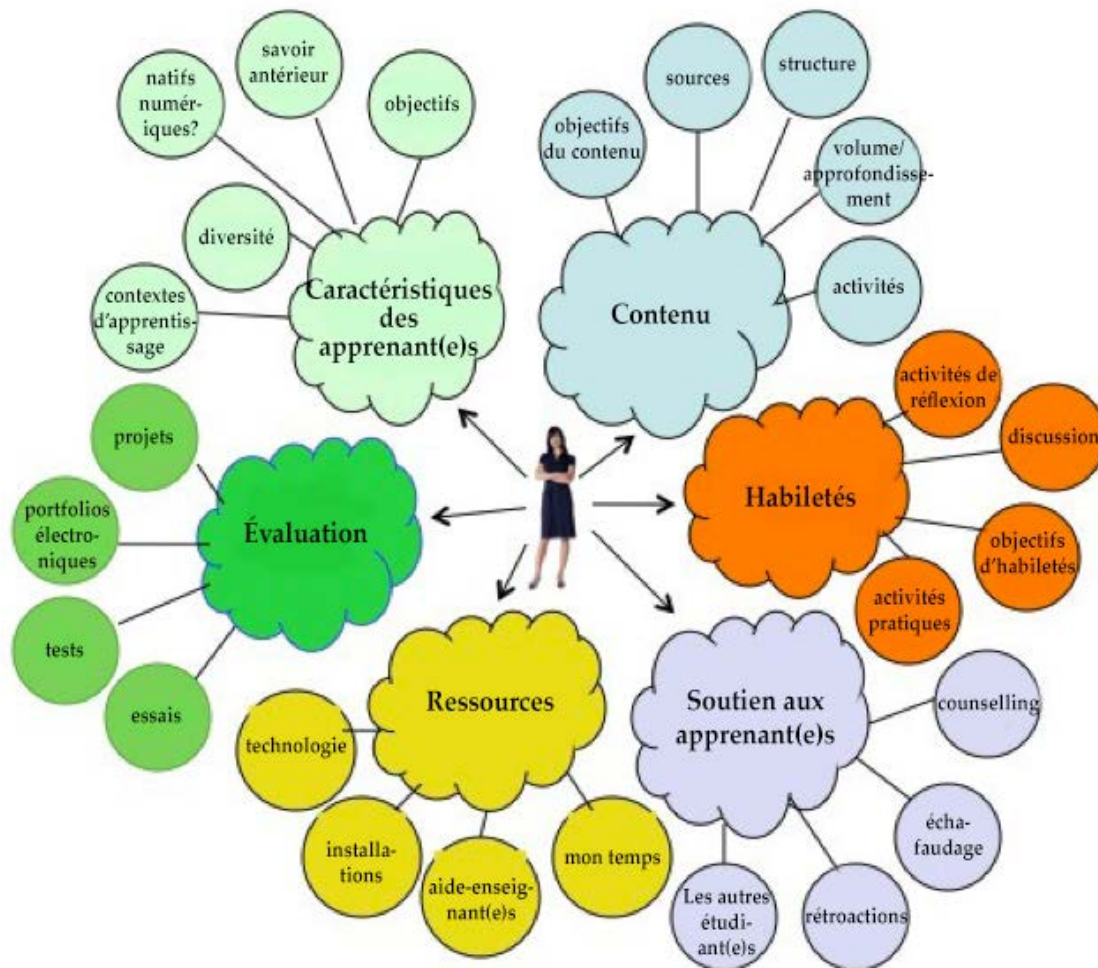 natifs
numér-
iques?
savoir
antérieur
objectifs
diversité
contextes
d'apprentis-
sage
Caractéristiques
des
apprenant(e)s
objectifs
du contenu
sources
structure
volume/
approfondisse-
ment
activités
Contenu
activités de
réflexion
discussion
objectifs
d'habiletés
activités
pratiques
Habiletés
projets
portfolios
électro-
niques
tests
essais
Évaluation
Ressources
technologie
installa-
tions
aide-enseig-
nant(e)s
mon temps
Soutien aux
apprenant(e)s
counselling
écha-
faudage
rétroactions
Les autres
étudi-
ant(e)s